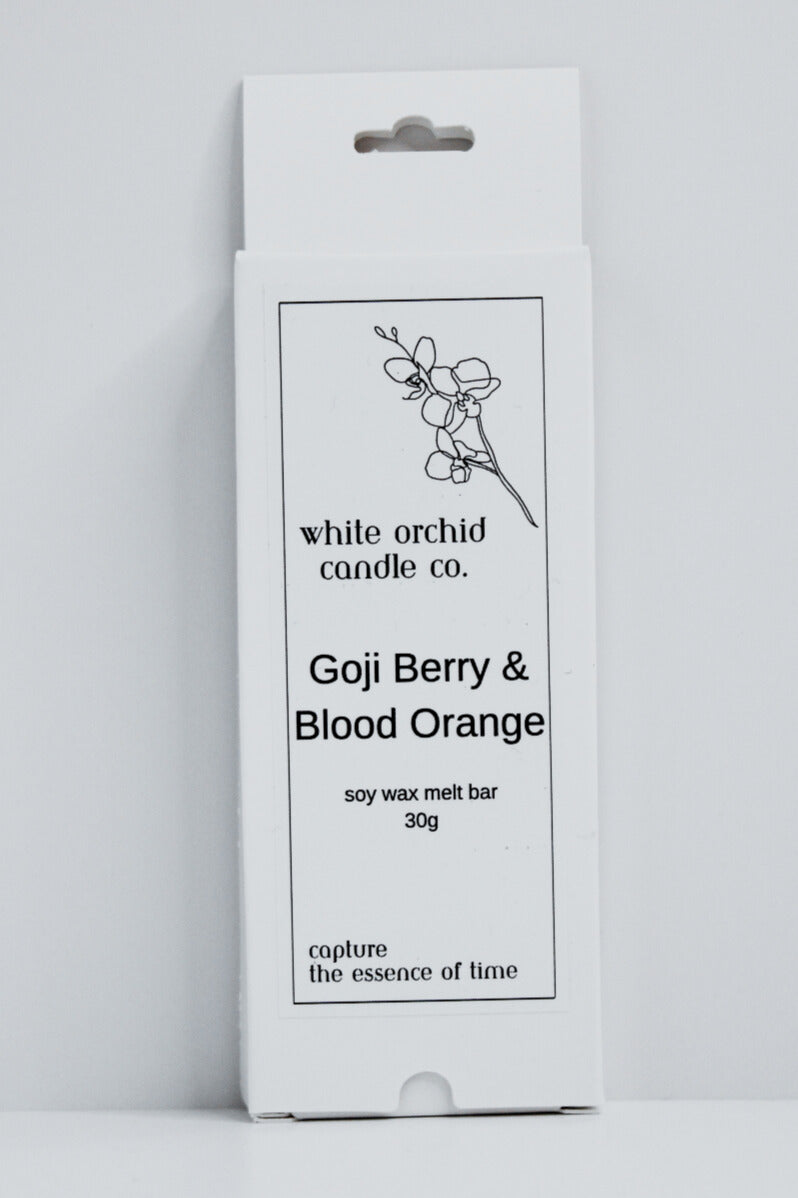 white orchid
candle co.
Goji Berry &
Blood Orange
soy wax melt bar
30g
capture
the essence of time